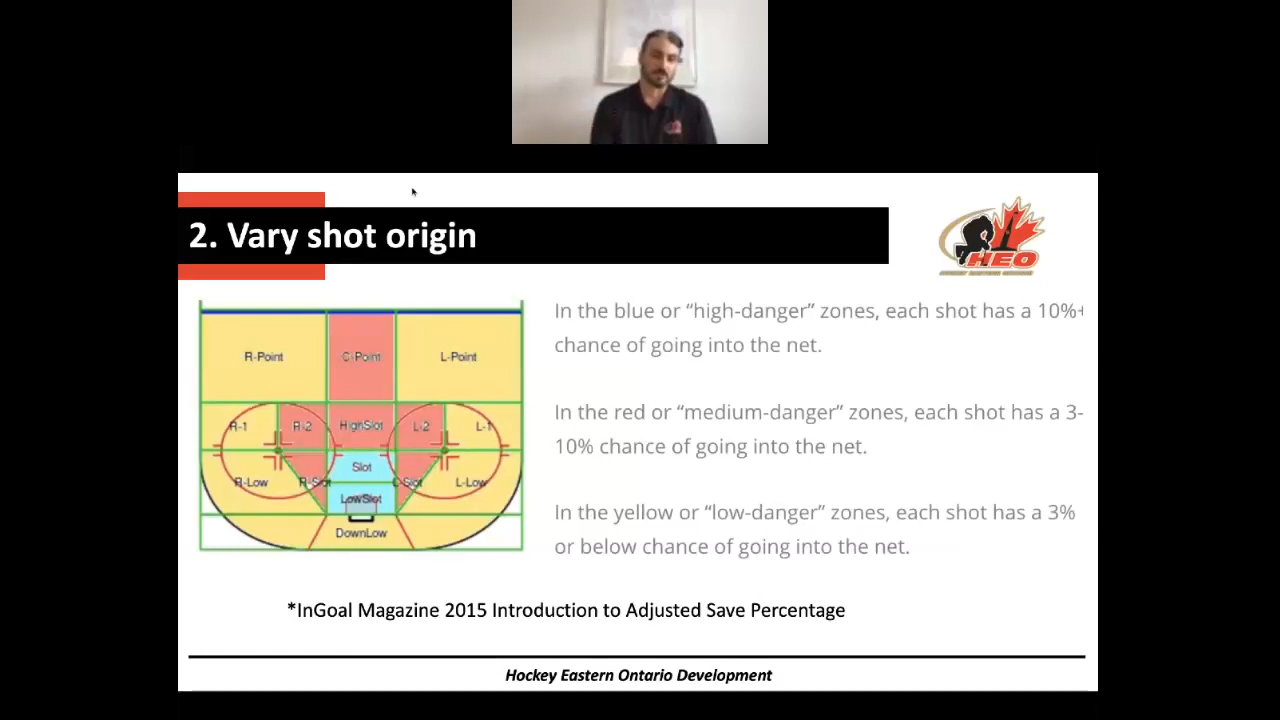 2. Vary shot origin
HEO
HOCKEY EASTERN ONTARIO
R-Point
C-Point
L-Point
R-1
R-2
HighSlot
L-2
L-1
Slot
R-Low
R-Slot
L-Slot
L-Low
LowSlot
DownLow
In the blue or “high-danger” zones, each shot has a 10%+
chance of going into the net.
In the red or “medium-danger” zones, each shot has a 3-
10% chance of going into the net.
In the yellow or “low-danger” zones, each shot has a 3%
or below chance of going into the net.
*InGoal Magazine 2015 Introduction to Adjusted Save Percentage
Hockey Eastern Ontario Development